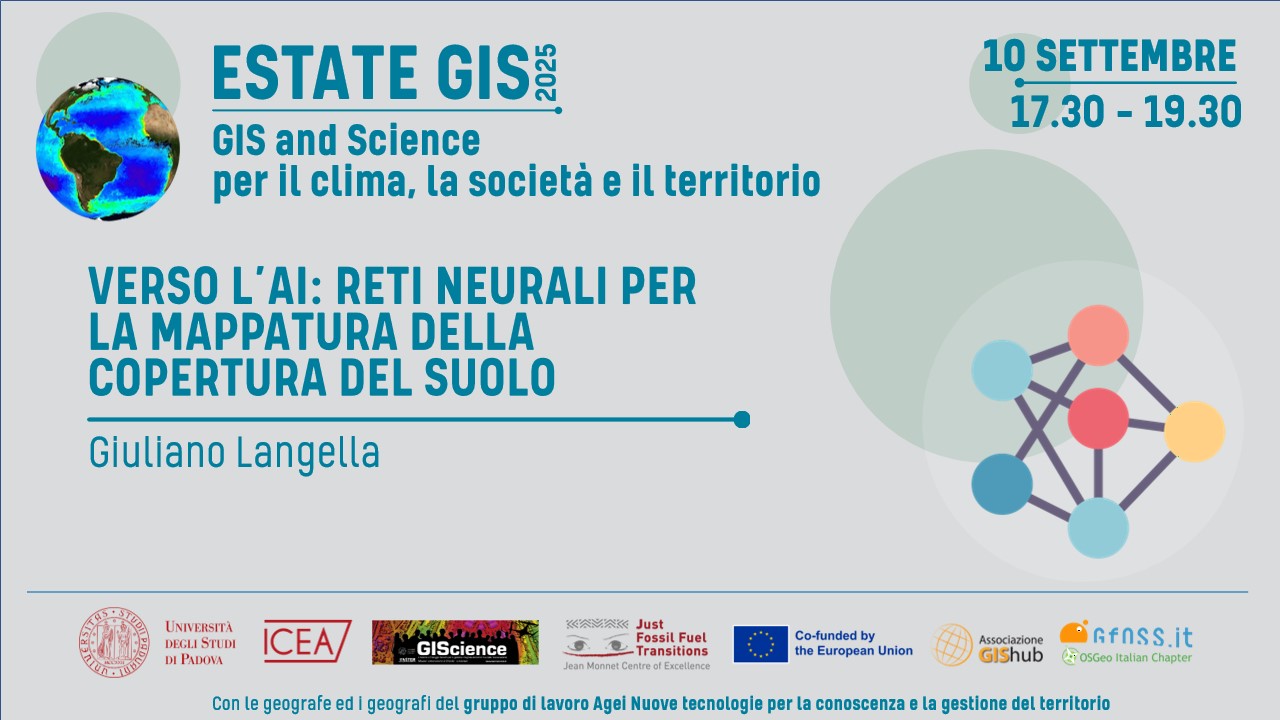 ESTATE GIS 2025
GIS and Science
per il clima, la società e il territorio
10 SETTEMBRE
17.30 - 19.30
VERSO L'AI: RETI NEURALI PER
LA MAPPATURA DELLA
COPERTURA DEL SUOLO
Giuliano Langella
UNIVERSITÀ
DEGLI STUDI
DI PADOVA
ICEA
GIScience
Just
Fossil Fuel
Transitions
Jean Monnet Centre of Excellence
Co-funded by
the European Union
Associazione
GIShub
GFOSS.it
OSGeo Italian Chapter
Con le geografe ed i geografi del gruppo di lavoro Agei Nuove tecnologie per la conoscenza e la gestione del territorio